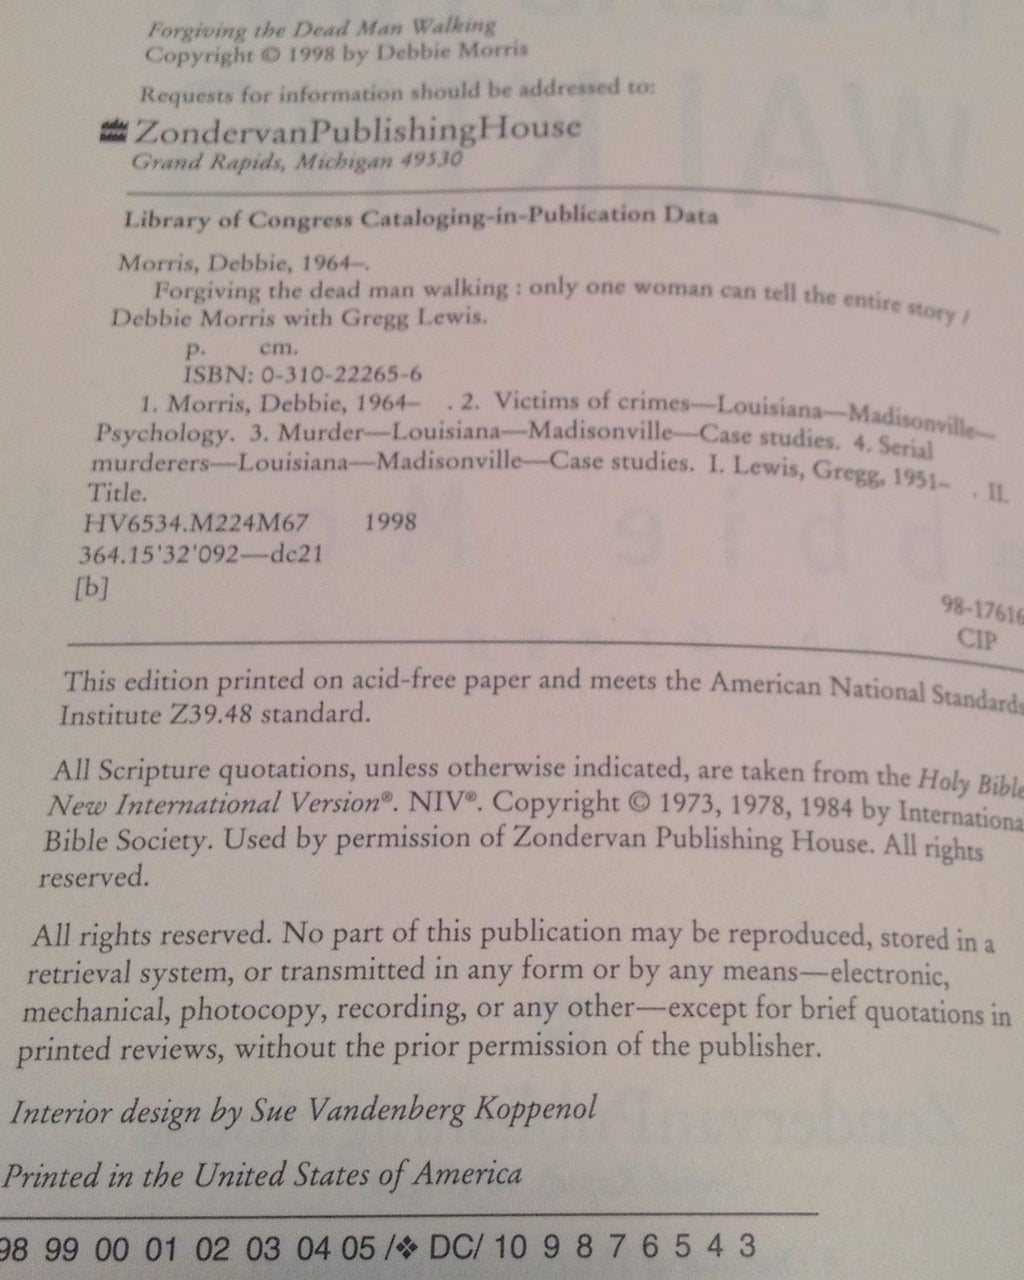 Forgiving the Dead Man Walking
Copyright © 1998 by Debbie Morris
Requests for information should be addressed to:
ZondervanPublishingHouse
Grand Rapids, Michigan 49530
Library of Congress Cataloging-in-Publication Data
Morris, Debbie, 1964–.
Forgiving the dead man walking : only one woman can tell the entire story /
Debbie Morris with Gregg Lewis.
p. cm.
ISBN: 0-310-22265-6
1. Morris, Debbie, 1964– . 2. Victims of crimes—Louisiana—Madisonville—
Psychology. 3. Murder—Louisiana—Madisonville—Case studies. 4. Serial
murderers—Louisiana—Madisonville—Case studies. I. Lewis, Gregg, 1951– . II.
Title.
HV6534.M224M67 1998
364.15'32'092—dc21
[b]
98-17616
CIP
This edition printed on acid-free paper and meets the American National Standards
Institute Z39.48 standard.
All Scripture quotations, unless otherwise indicated, are taken from the Holy Bible
New International Version®. NIV®. Copyright © 1973, 1978, 1984 by Internationa
Bible Society. Used by permission of Zondervan Publishing House. All rights
reserved.
All rights reserved. No part of this publication may be reproduced, stored in a
retrieval system, or transmitted in any form or by any means—electronic,
mechanical, photocopy, recording, or any other—except for brief quotations in
printed reviews, without the prior permission of the publisher.
Interior design by Sue Vandenberg Koppenol
Printed in the United States of America
98 99 00 01 02 03 04 05 /❖ DC/ 10 9 8 7 6 5 4 3